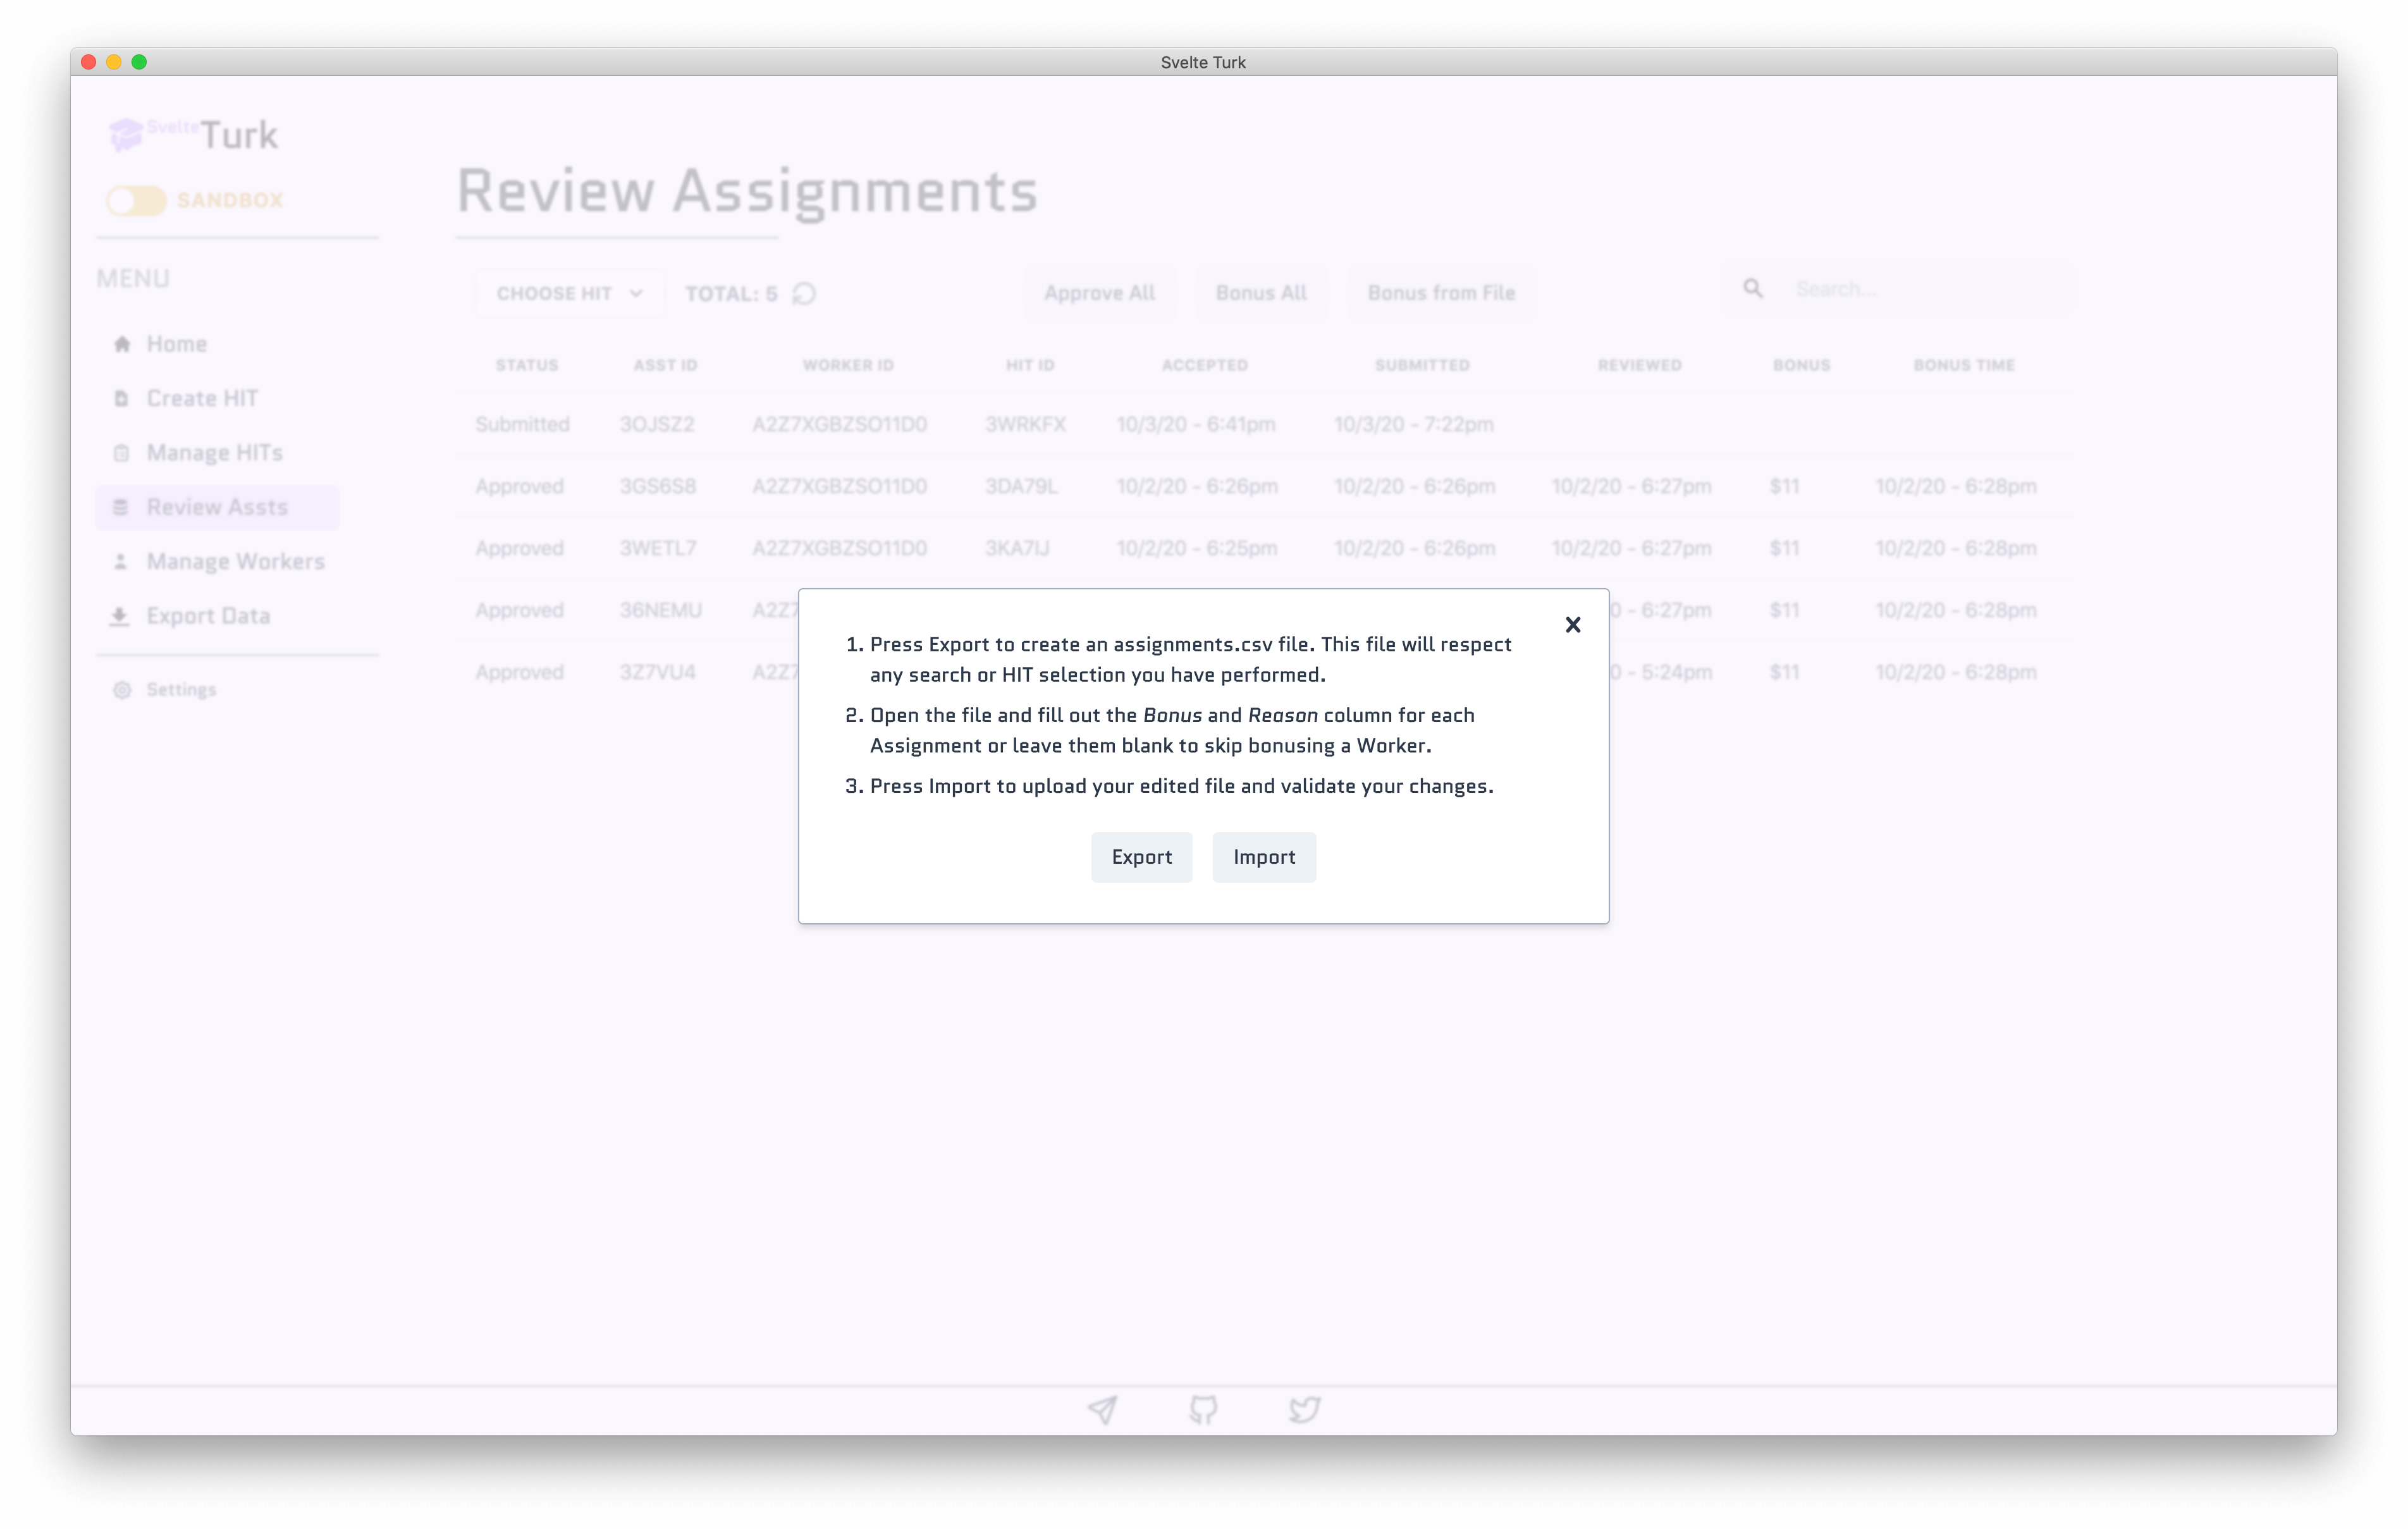 Svelte Turk
SvelteTurk
SANDBOX
MENU
Home
Create HIT
Manage HITs
Review Assts
Manage Workers
Export Data
Settings
Review Assignments
CHOOSE HIT TOTAL: 5 Approve All Bonus All Bonus from File Search...
STATUS ASST ID WORKER ID HIT ID ACCEPTED SUBMITTED REVIEWED BONUS BONUS TIME
Submitted 3OJSZ2 A2Z7XGBZSO11D0 3WRKFX 10/3/20 - 6:41pm 10/3/20 - 7:22pm
Approved 3GS6S8 A2Z7XGBZSO11D0 3DA79L 10/2/20 - 6:26pm 10/2/20 - 6:26pm 10/2/20 - 6:27pm $11 10/2/20 - 6:28pm
Approved 3WETL7 A2Z7XGBZSO11D0 3KA7IJ 10/2/20 - 6:25pm 10/2/20 - 6:26pm 10/2/20 - 6:27pm $11 10/2/20 - 6:28pm
Approved 36NEMU A2Z7 0 - 6:27pm $11 10/2/20 - 6:28pm
Approved 3Z7VU4 A2Z7 0 - 5:24pm $11 10/2/20 - 6:28pm
1. Press Export to create an assignments.csv file. This file will respect
any search or HIT selection you have performed.
2. Open the file and fill out the Bonus and Reason column for each
Assignment or leave them blank to skip bonusing a Worker.
3. Press Import to upload your edited file and validate your changes.
Export Import